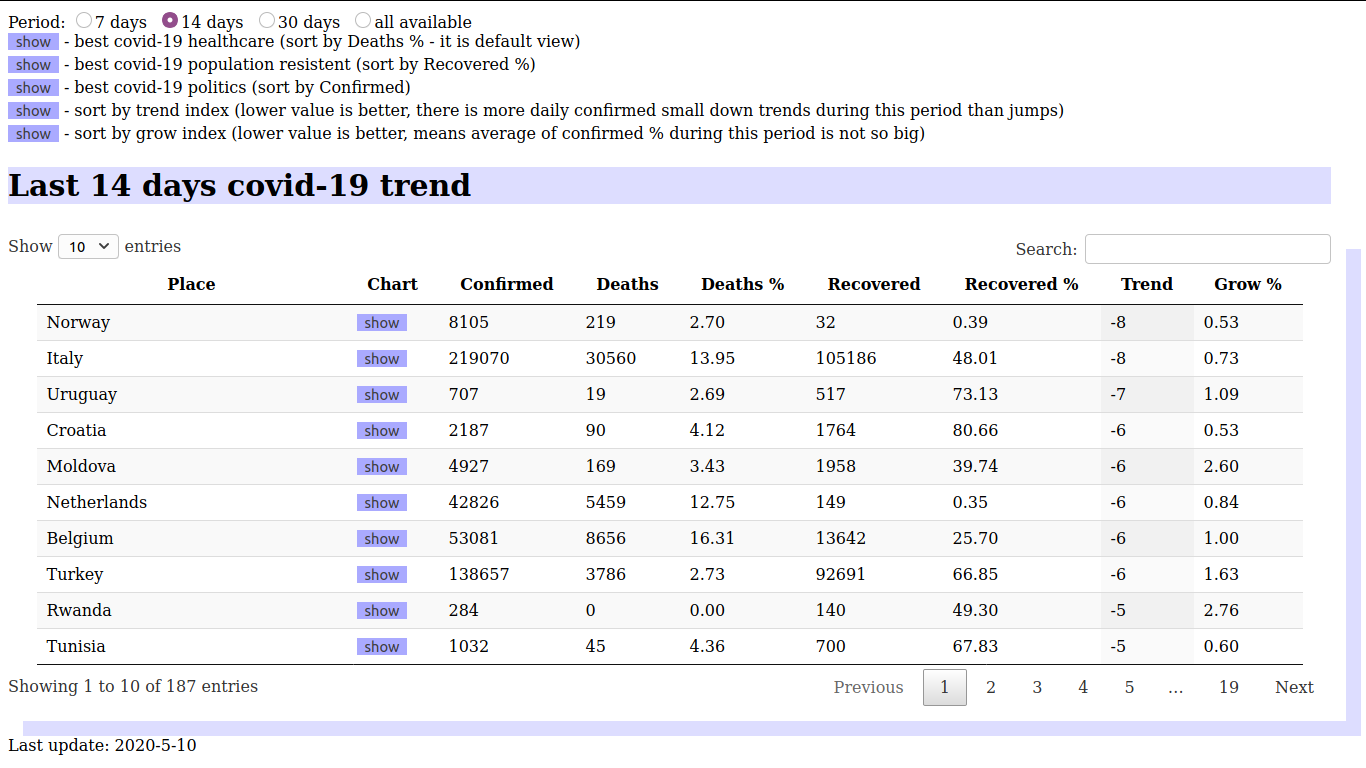 Period: 7 days 14 days 30 days all available
show - best covid-19 healthcare (sort by Deaths % - it is default view)
show - best covid-19 population resistent (sort by Recovered %)
show - best covid-19 politics (sort by Confirmed)
show - sort by trend index (lower value is better, there is more daily confirmed small down trends during this period than jumps)
show - sort by grow index (lower value is better, means average of confirmed % during this period is not so big)
Last 14 days covid-19 trend
Show 10 entries Search:
Place Chart Confirmed Deaths Deaths % Recovered Recovered % Trend Grow %
Norway show 8105 219 2.70 32 0.39 -8 0.53
Italy show 219070 30560 13.95 105186 48.01 -8 0.73
Uruguay show 707 19 2.69 517 73.13 -7 1.09
Croatia show 2187 90 4.12 1764 80.66 -6 0.53
Moldova show 4927 169 3.43 1958 39.74 -6 2.60
Netherlands show 42826 5459 12.75 149 0.35 -6 0.84
Belgium show 53081 8656 16.31 13642 25.70 -6 1.00
Turkey show 138657 3786 2.73 92691 66.85 -6 1.63
Rwanda show 284 0 0.00 140 49.30 -5 2.76
Tunisia show 1032 45 4.36 700 67.83 -5 0.60
Showing 1 to 10 of 187 entries Previous 1 2 3 4 5 … 19 Next
Last update: 2020-5-10